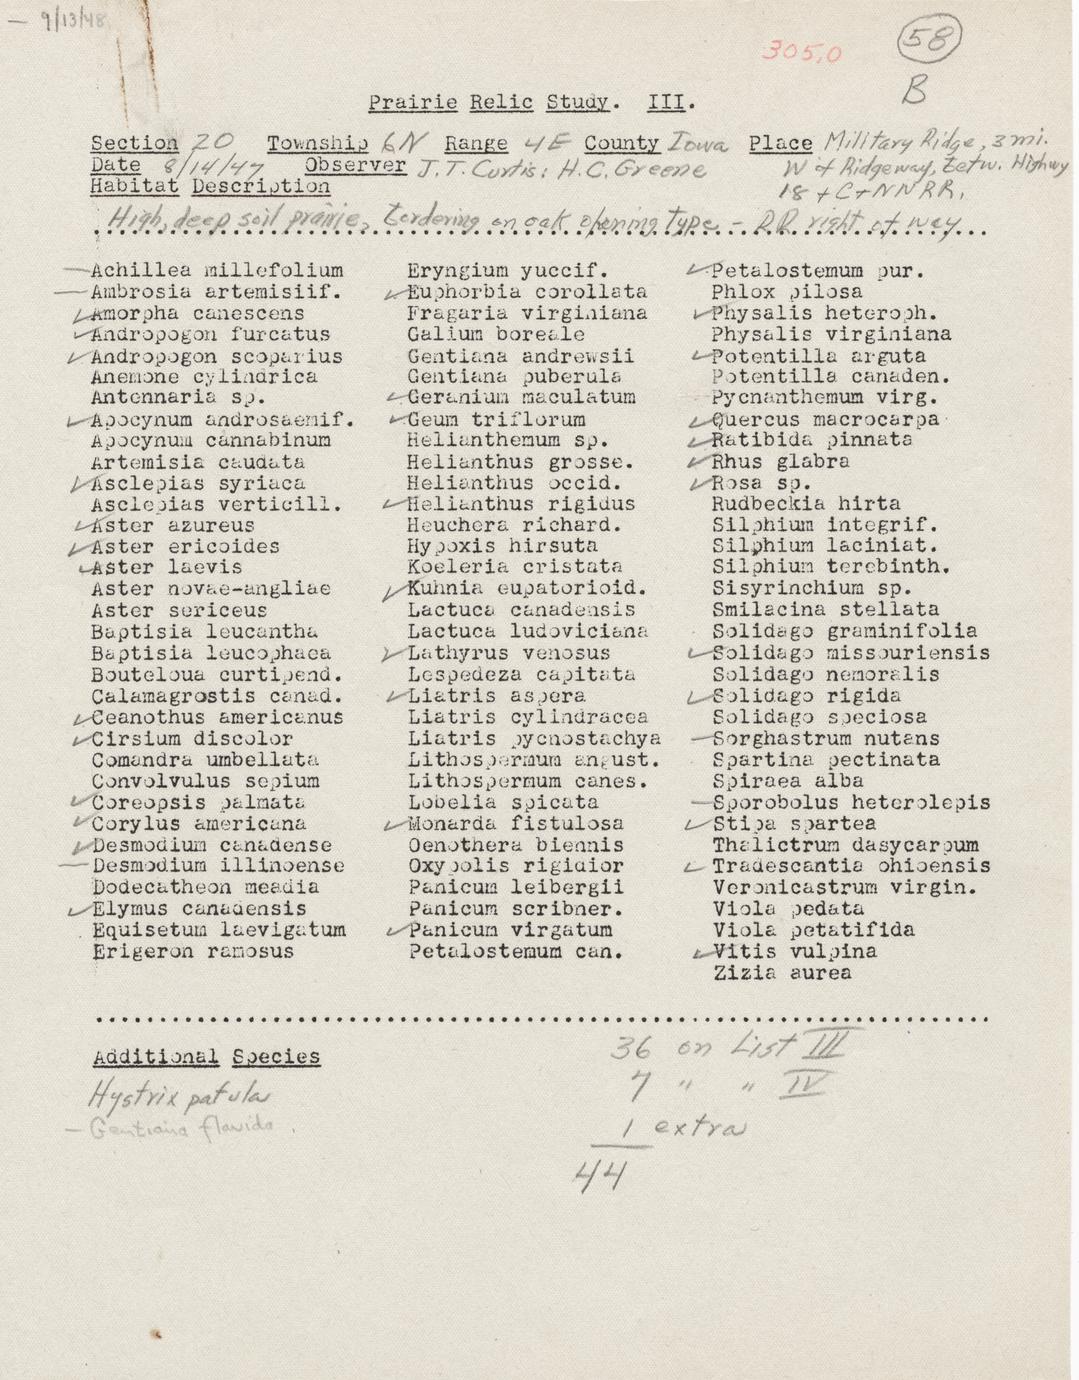 — 9/13/48
305,0
58
B
Prairie Relic Study. III.
Section 20 Township 6N Range 4E County Iowa Place Military Ridge, 3 mi.
Date 8/14/47 Observer J.T. Curtis: H.C. Greene W of Ridgeway, betw. Highway
Habitat Description 18 + C + NN RR.
High, deep soil prairie, bordering on oak opening type - RR right of way
— Achillea millefolium
— Ambrosia artemisiif.
✓ Amorpha canescens
✓ Andropogon furcatus
✓ Andropogon scoparius
Anemone cylindrica
Antennaria sp.
✓ Apocynum androsaemif.
Apocynum cannabinum
Artemisia caudata
✓ Asclepias syriaca
Asclepias verticill.
✓ Aster azureus
✓ Aster ericoides
✓ Aster laevis
Aster novae-angliae
Aster sericeus
Baptisia leucantha
Baptisia leucophaea
Bouteloua curtipend.
Calamagrostis canad.
✓ Ceanothus americanus
✓ Cirsium discolor
Comandra umbellata
Convolvulus sepium
✓ Coreopsis palmata
✓ Corylus americana
✓ Desmodium canadense
— Desmodium illinoense
Dodecatheon meadia
✓ Elymus canadensis
Equisetum laevigatum
Erigeron ramosus
Eryngium yuccif.
✓ Euphorbia corollata
Fragaria virginiana
Galium boreale
Gentiana andrewsii
Gentiana puberula
✓ Geranium maculatum
✓ Geum triflorum
Helianthemum sp.
Helianthus grosse.
Helianthus occid.
✓ Helianthus rigidus
Heuchera richard.
Hypoxis hirsuta
Koeleria cristata
✓ Kuhnia eupatorioid.
Lactuca canadensis
Lactuca ludoviciana
✓ Lathyrus venosus
Lespedeza capitata
✓ Liatris aspera
Liatris cylindracea
Liatris pycnostachya
Lithospermum angust.
Lithospermum canes.
Lobelia spicata
✓ Monarda fistulosa
Oenothera biennis
Oxypolis rigidior
Panicum leibergii
Panicum scribner.
✓ Panicum virgatum
Petalostemum can.
✓ Petalostemum pur.
Phlox pilosa
✓ Physalis heteroph.
Physalis virginiana
✓ Potentilla arguta
Potentilla canaden.
Pycnanthemum virg.
✓ Quercus macrocarpa
✓ Ratibida pinnata
✓ Rhus glabra
✓ Rosa sp.
Rudbeckia hirta
Silphium integrif.
Silphium laciniat.
Silphium terebinth.
Sisyrinchium sp.
Smilacina stellata
Solidago graminifolia
✓ Solidago missouriensis
Solidago nemoralis
✓ Solidago rigida
Solidago speciosa
— Sorghastrum nutans
Spartina pectinata
Spiraea alba
— Sporobolus heterolepis
✓ Stipa spartea
Thalictrum dasycarpum
✓ Tradescantia ohioensis
Veronicastrum virgin.
Viola pedata
Viola petatifida
✓ Vitis vulpina
Zizia aurea
Additional Species
Hystrix patula
— Gentiana flavida.
36 on List III
7 " " IV
1 extra
44